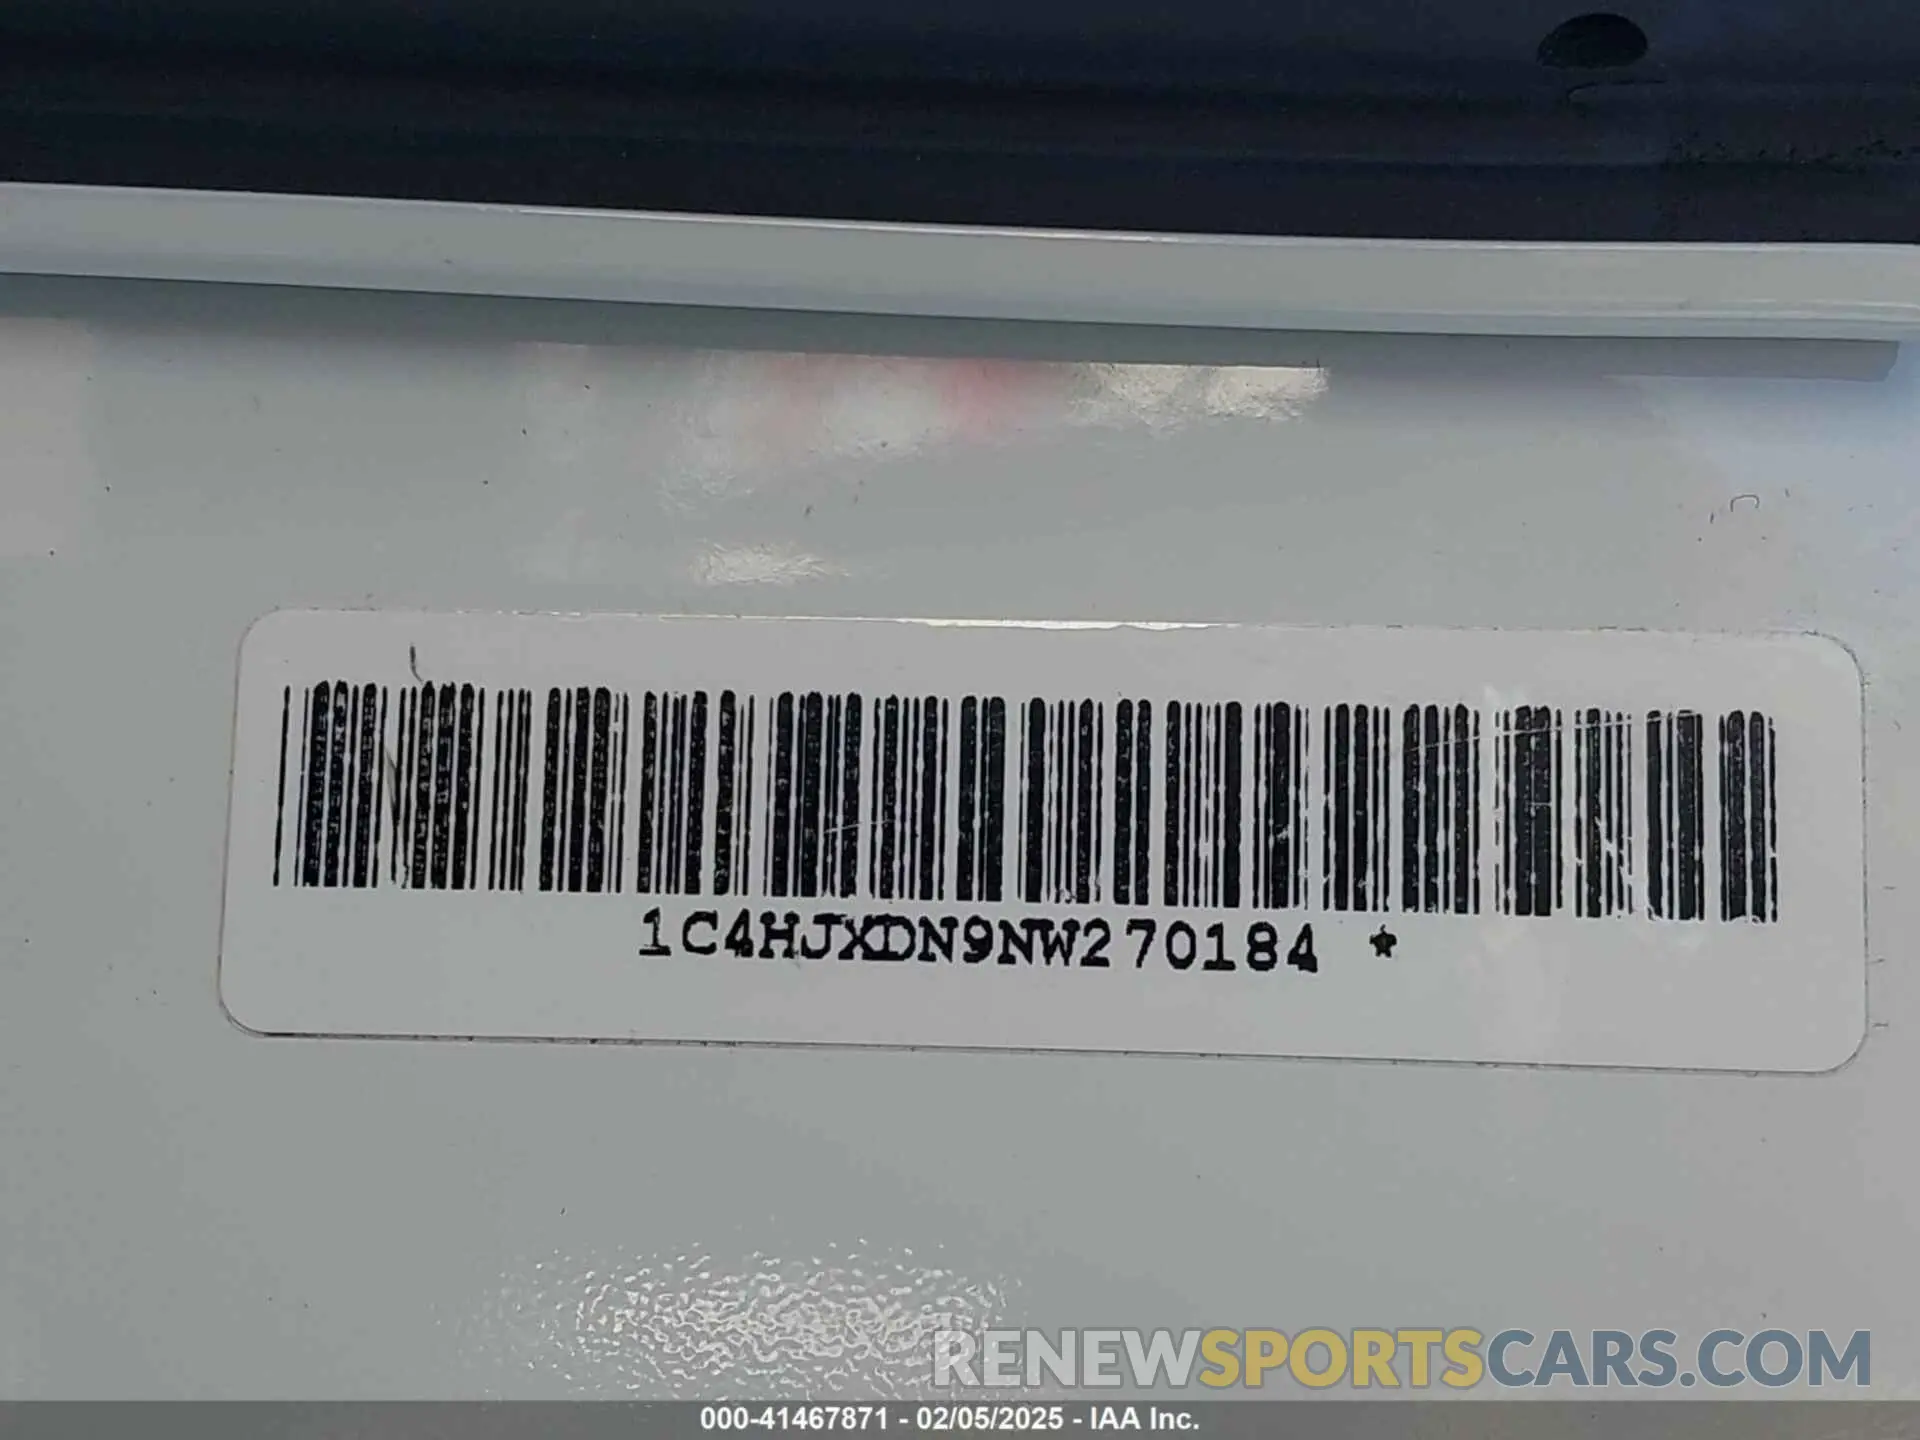 1C4HJXDN9NW270184 *
RENEWSPORTSCARS.COM
000-41467871 - 02/05/2025 - IAA Inc.